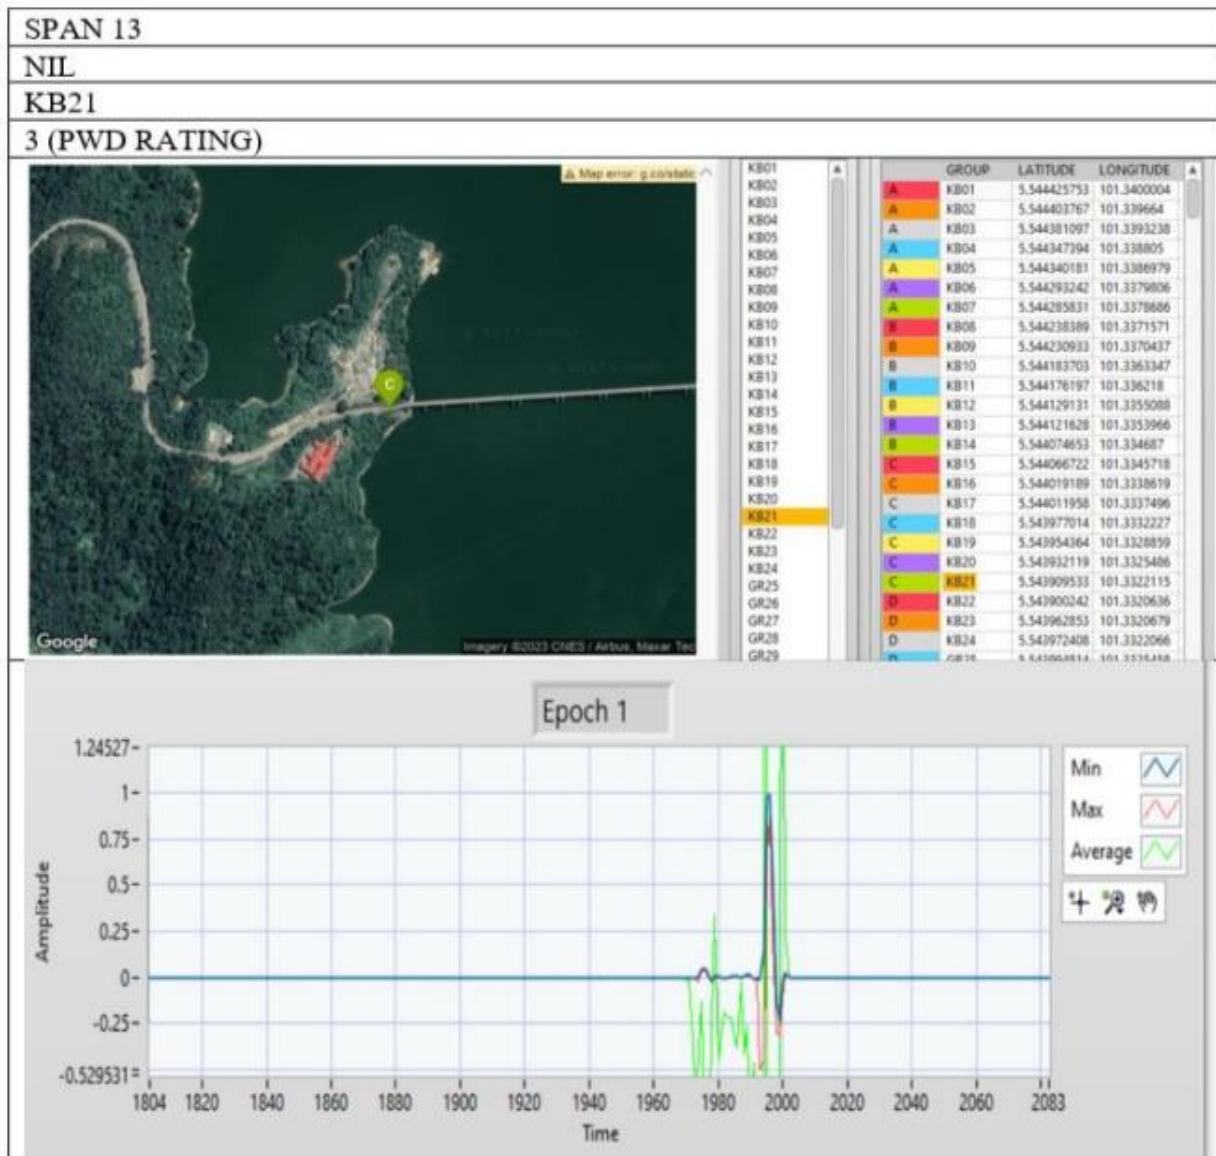 SPAN 13
NIL
KB21
3 (PWD RATING)
Map error: g.co/static
Google
Imagery ©2023 CNES / Airbus, Maxar Tec
KB01
KB02
KB03
KB04
KB05
KB06
KB07
KB08
KB09
KB10
KB11
KB12
KB13
KB14
KB15
KB16
KB17
KB18
KB19
KB20
KB21
KB22
KB23
KB24
GR25
GR26
GR27
GR28
GR29
GROUP LATITUDE LONGITUDE
A KB01 5.544425753 101.3400004
A KB02 5.544403767 101.339664
A KB03 5.544381097 101.3393238
A KB04 5.544347394 101.338805
A KB05 5.544340181 101.3386979
A KB06 5.544293242 101.3379806
A KB07 5.544285831 101.3378686
B KB08 5.544238389 101.3371571
B KB09 5.544230933 101.3370437
B KB10 5.544183703 101.3363347
B KB11 5.544176197 101.336218
B KB12 5.544129131 101.3355088
B KB13 5.544121628 101.3353966
B KB14 5.544074653 101.334687
C KB15 5.544066722 101.3345718
C KB16 5.544019189 101.3338619
C KB17 5.544011958 101.3337496
C KB18 5.543977014 101.3332227
C KB19 5.543954364 101.3328859
C KB20 5.543932119 101.3325486
C KB21 5.543909533 101.3322115
D KB22 5.543900242 101.3320636
D KB23 5.543962853 101.3320679
D KB24 5.543972408 101.3322066
C
Epoch 1
1.24527
1
0.75
0.5
0.25
0
-0.25
-0.529531
Amplitude
1804 1820 1840 1860 1880 1900 1920 1940 1960 1980 2000 2020 2040 2060 2083
Time
Min
Max
Average